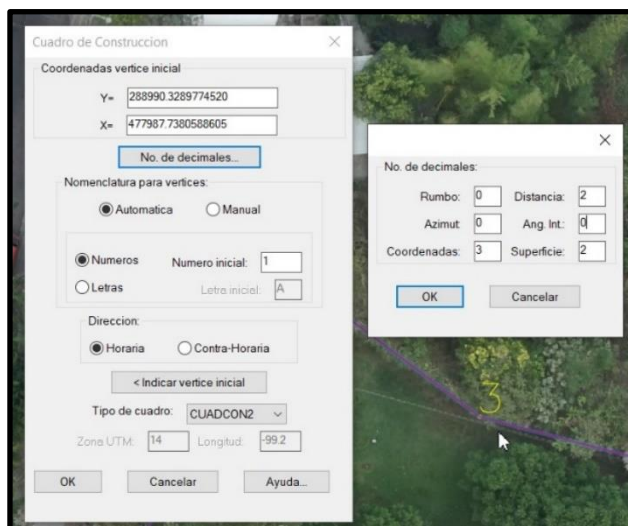 Cuadro de Construccion
Coordenadas vertice inicial
Y= 288990.3289774520
X= 477987.7380588605
No. de decimales...
Nomenclatura para vertices:
Automatica Manual
Numeros Numero inicial: 1
Letras Letra inicial: A
Direccion:
Horaria Contra-Horaria
< Indicar vertice inicial
Tipo de cuadro: CUADCON2
Zona UTM: 14 Longitud: -99.2
OK Cancelar Ayuda...
No. de decimales:
Rumbo: 0 Distancia: 2
Azimut: 0 Ang. Int.: 0
Coordenadas: 3 Superficie: 2
OK Cancelar
3